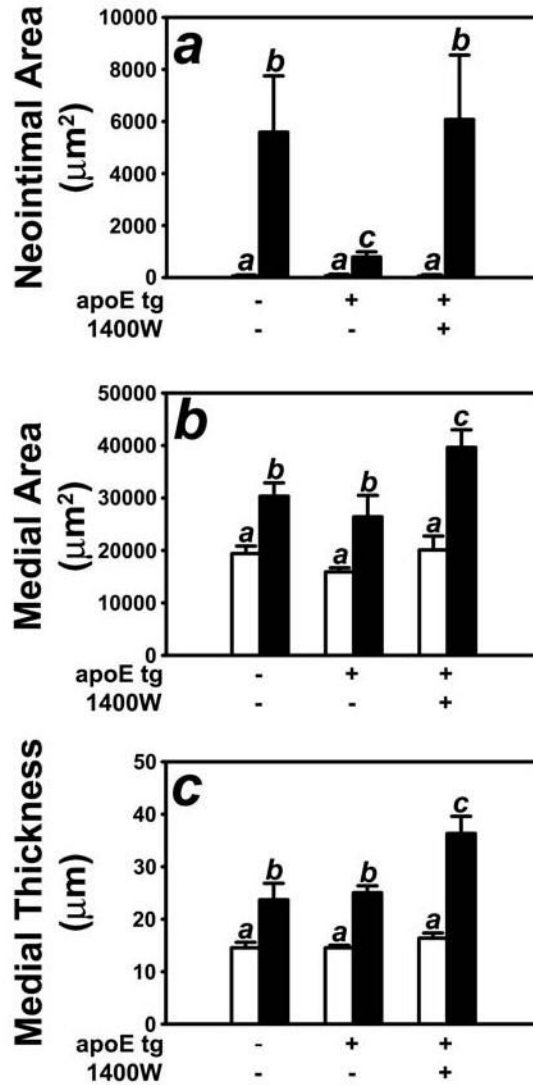 Neointimal Area
(μm²)
a
10000
8000
6000
4000
2000
0
a b a c a b
apoE tg - + +
1400W - - +
Medial Area
(μm²)
b
50000
40000
30000
20000
10000
0
a b a b a c
apoE tg - + +
1400W - - +
Medial Thickness
(μm)
c
50
40
30
20
10
0
a b a b a c
apoE tg - + +
1400W - - +